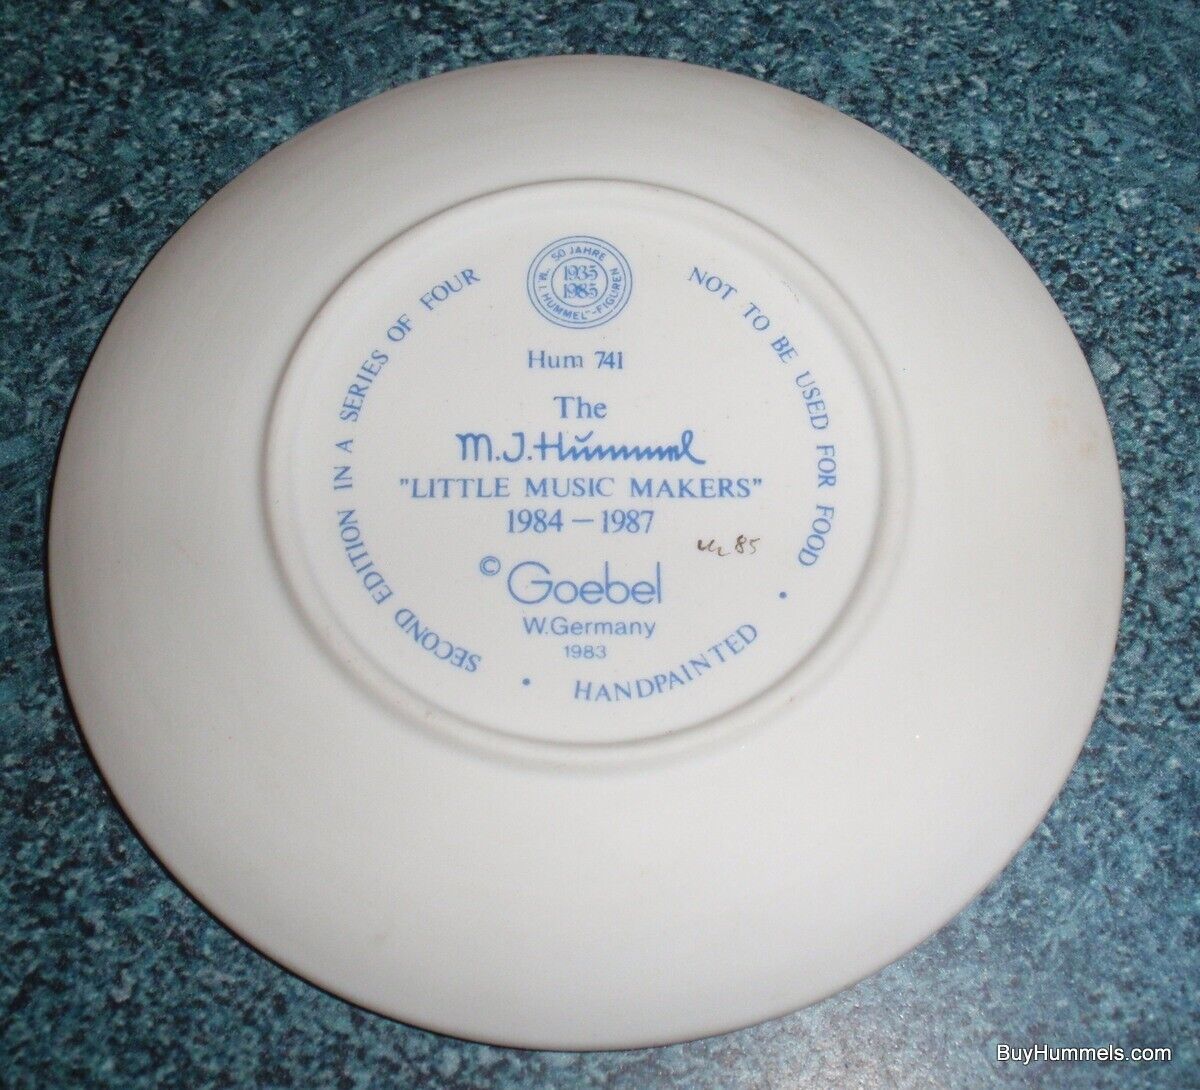 50 JAHRE
1935
1985
"M.I. HUMMEL"-FIGUREN
Hum 741
The
M.J.Hummel
"LITTLE MUSIC MAKERS"
1984 – 1987
85
© Goebel
W.Germany
1983
SECOND EDITION IN A SERIES OF FOUR
NOT TO BE USED FOR FOOD
• HANDPAINTED •
BuyHummels.com